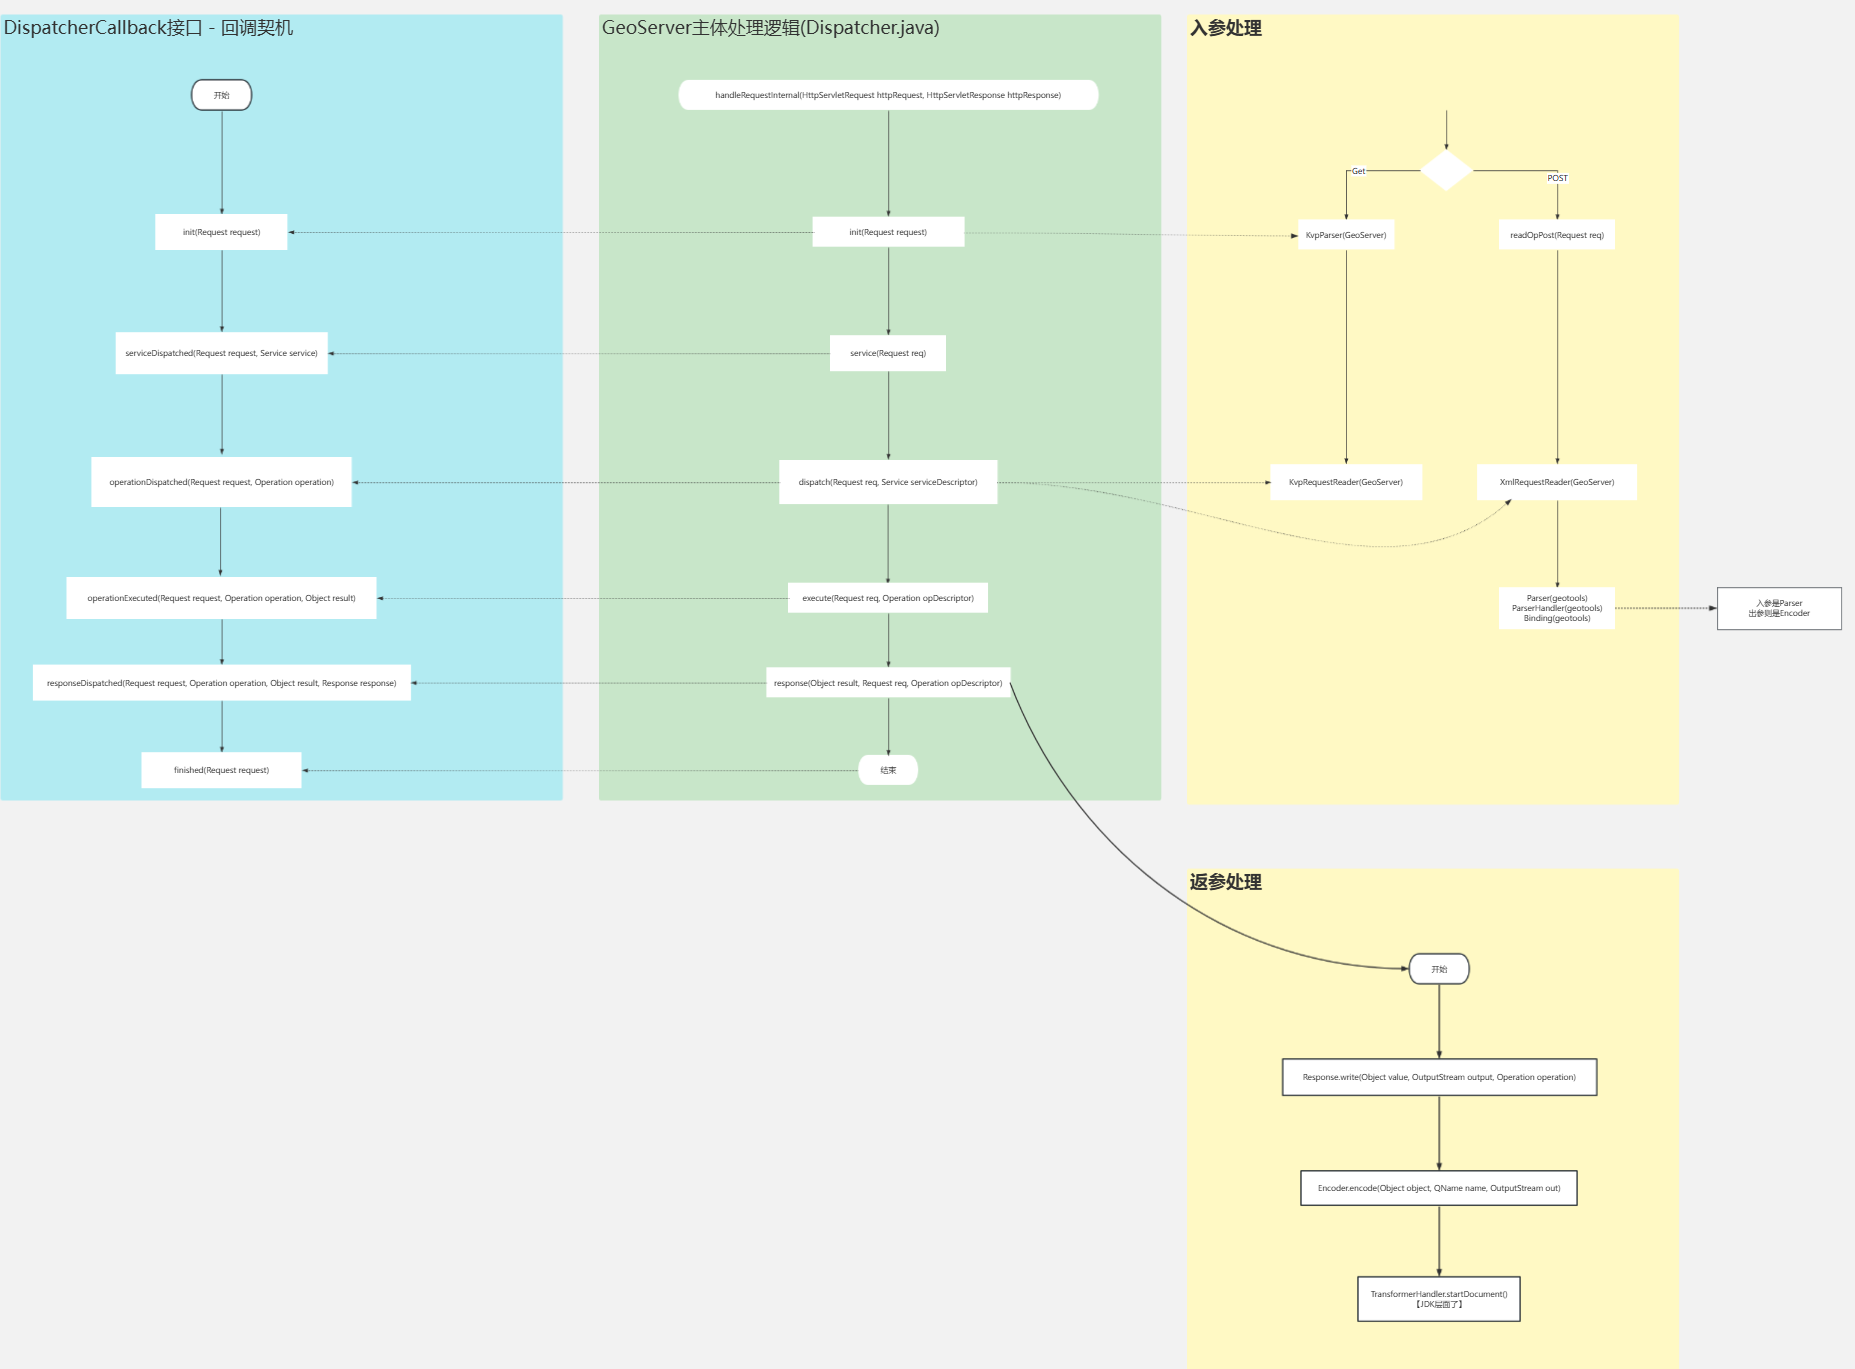 DispatcherCallback接口 - 回调契机
开始
init(Request request)
serviceDispatched(Request request, Service service)
operationDispatched(Request request, Operation operation)
operationExecuted(Request request, Operation operation, Object result)
responseDispatched(Request request, Operation operation, Object result, Response response)
finished(Request request)
GeoServer主体处理逻辑(Dispatcher.java)
handleRequestInternal(HttpServletRequest httpRequest, HttpServletResponse httpResponse)
init(Request request)
service(Request req)
dispatch(Request req, Service serviceDescriptor)
execute(Request req, Operation opDescriptor)
response(Object result, Request req, Operation opDescriptor)
结束
入参处理
Get
POST
KvpParser(GeoServer)
readOpPost(Request req)
KvpRequestReader(GeoServer)
XmlRequestReader(GeoServer)
Parser(geotools)
ParserHandler(geotools)
Binding(geotools)
入参是Parser
出参则是Encoder
返参处理
开始
Response.write(Object value, OutputStream output, Operation operation)
Encoder.encode(Object object, QName name, OutputStream out)
TransformerHandler.startDocument()
【JDK层面了】